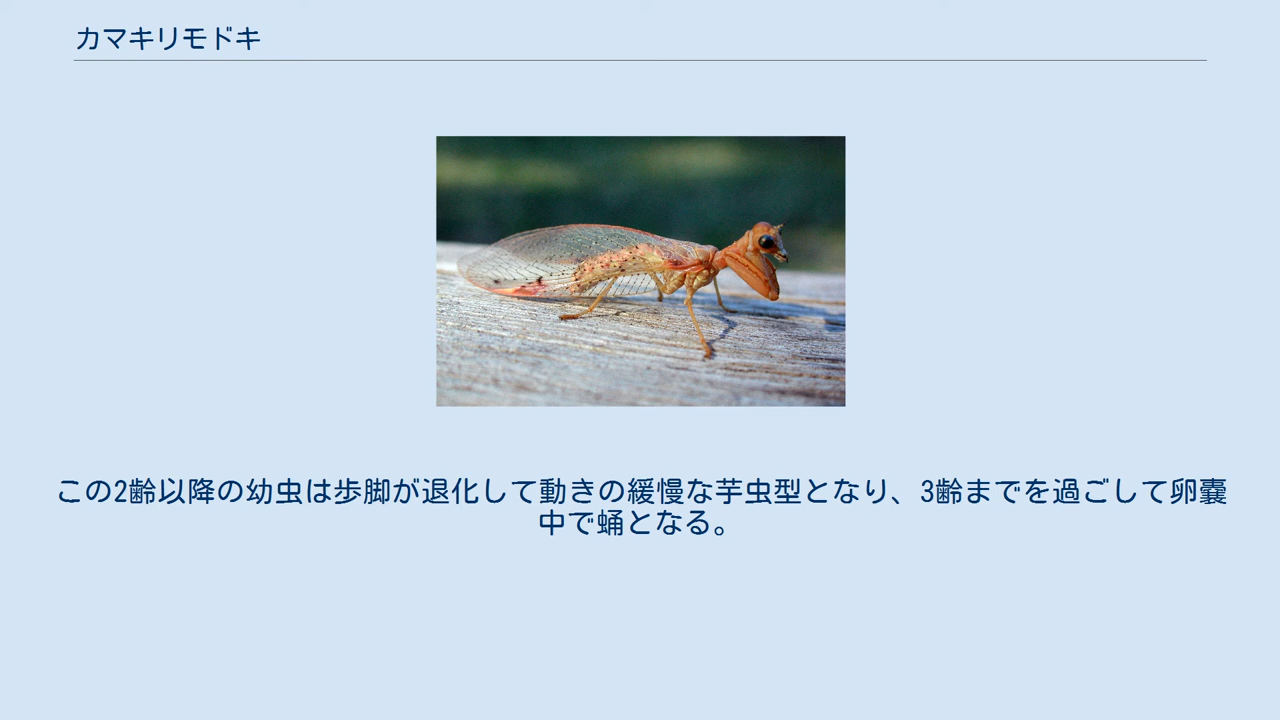 カマキリモドキ
この2齢以降の幼虫は歩脚が退化して動きの緩慢な芋虫型となり、3齢までを過ごして卵嚢
中で蛹となる。